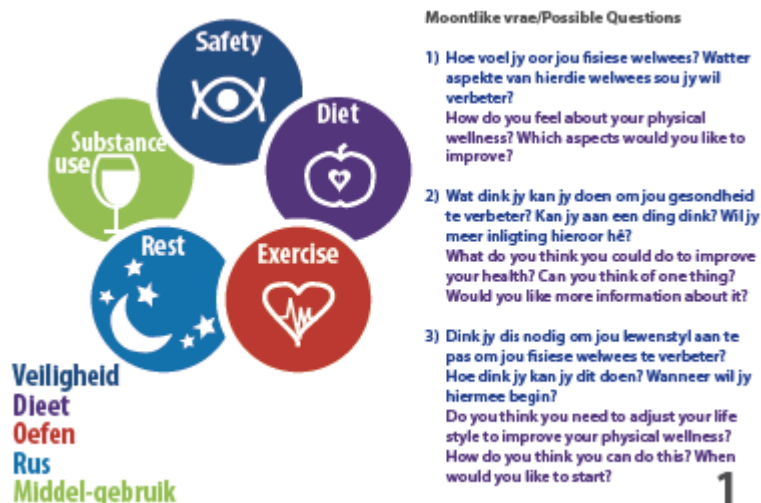 Safety
Diet
Substance
use
Rest
Exercise
Veiligheid
Dieet
Oefen
Rus
Middel-gebruik
Moontlike vrae/Possible Questions
1) Hoe voel jy oor jou fisiese welwees? Watter
aspekte van hierdie welwees sou jy wil
verbeter?
How do you feel about your physical
wellness? Which aspects would you like to
improve?
2) Wat dink jy kan jy doen om jou gesondheid
te verbeter? Kan jy aan een ding dink? Wil jy
meer inligting hieroor hê?
What do you think you could do to improve
your health? Can you think of one thing?
Would you like more information about it?
3) Dink jy dis nodig om jou lewenstyl aan te
pas om jou fisiese welwees te verbeter?
Hoe dink jy kan jy dit doen? Wanneer wil jy
hiermee begin?
Do you think you need to adjust your life
style to improve your physical wellness?
How do you think you can do this? When
would you like to start?
1